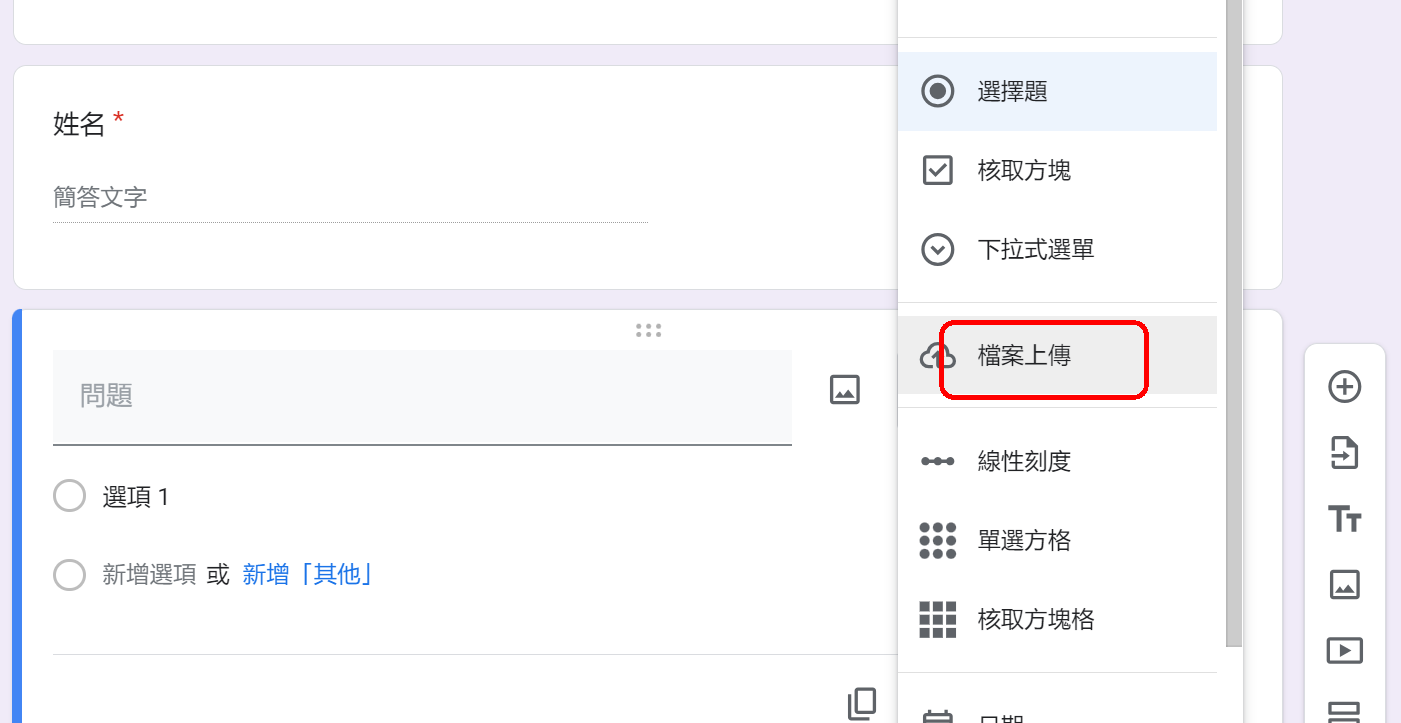 姓名 *
簡答文字
問題
選項 1
新增選項 或 新增「其他」
選擇題
核取方塊
下拉式選單
檔案上傳
線性刻度
單選方格
核取方塊格
日期